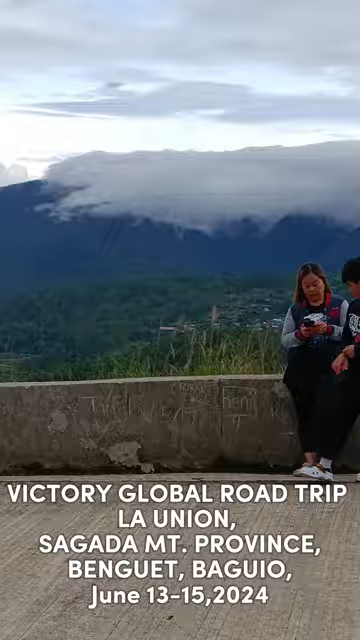 VICTORY GLOBAL ROAD TRIP
LA UNION,
SAGADA MT. PROVINCE,
BENGUET, BAGUIO,
June 13-15,2024